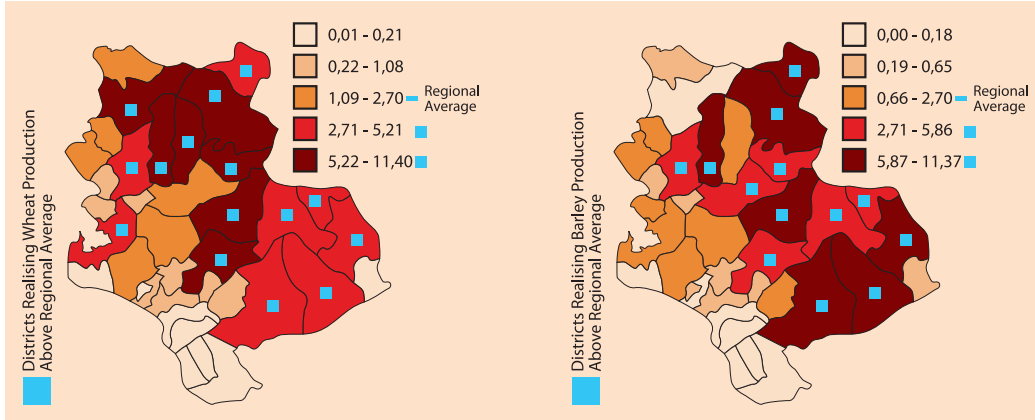 0,01 - 0,21
0,22 - 1,08
1,09 - 2,70
Regional
Average
2,71 - 5,21
5,22 - 11,40
Districts Realising Wheat Production
Above Regional Average
0,00 - 0,18
0,19 - 0,65
0,66 - 2,70
Regional
Average
2,71 - 5,86
5,87 - 11,37
Districts Realising Barley Production
Above Regional Average